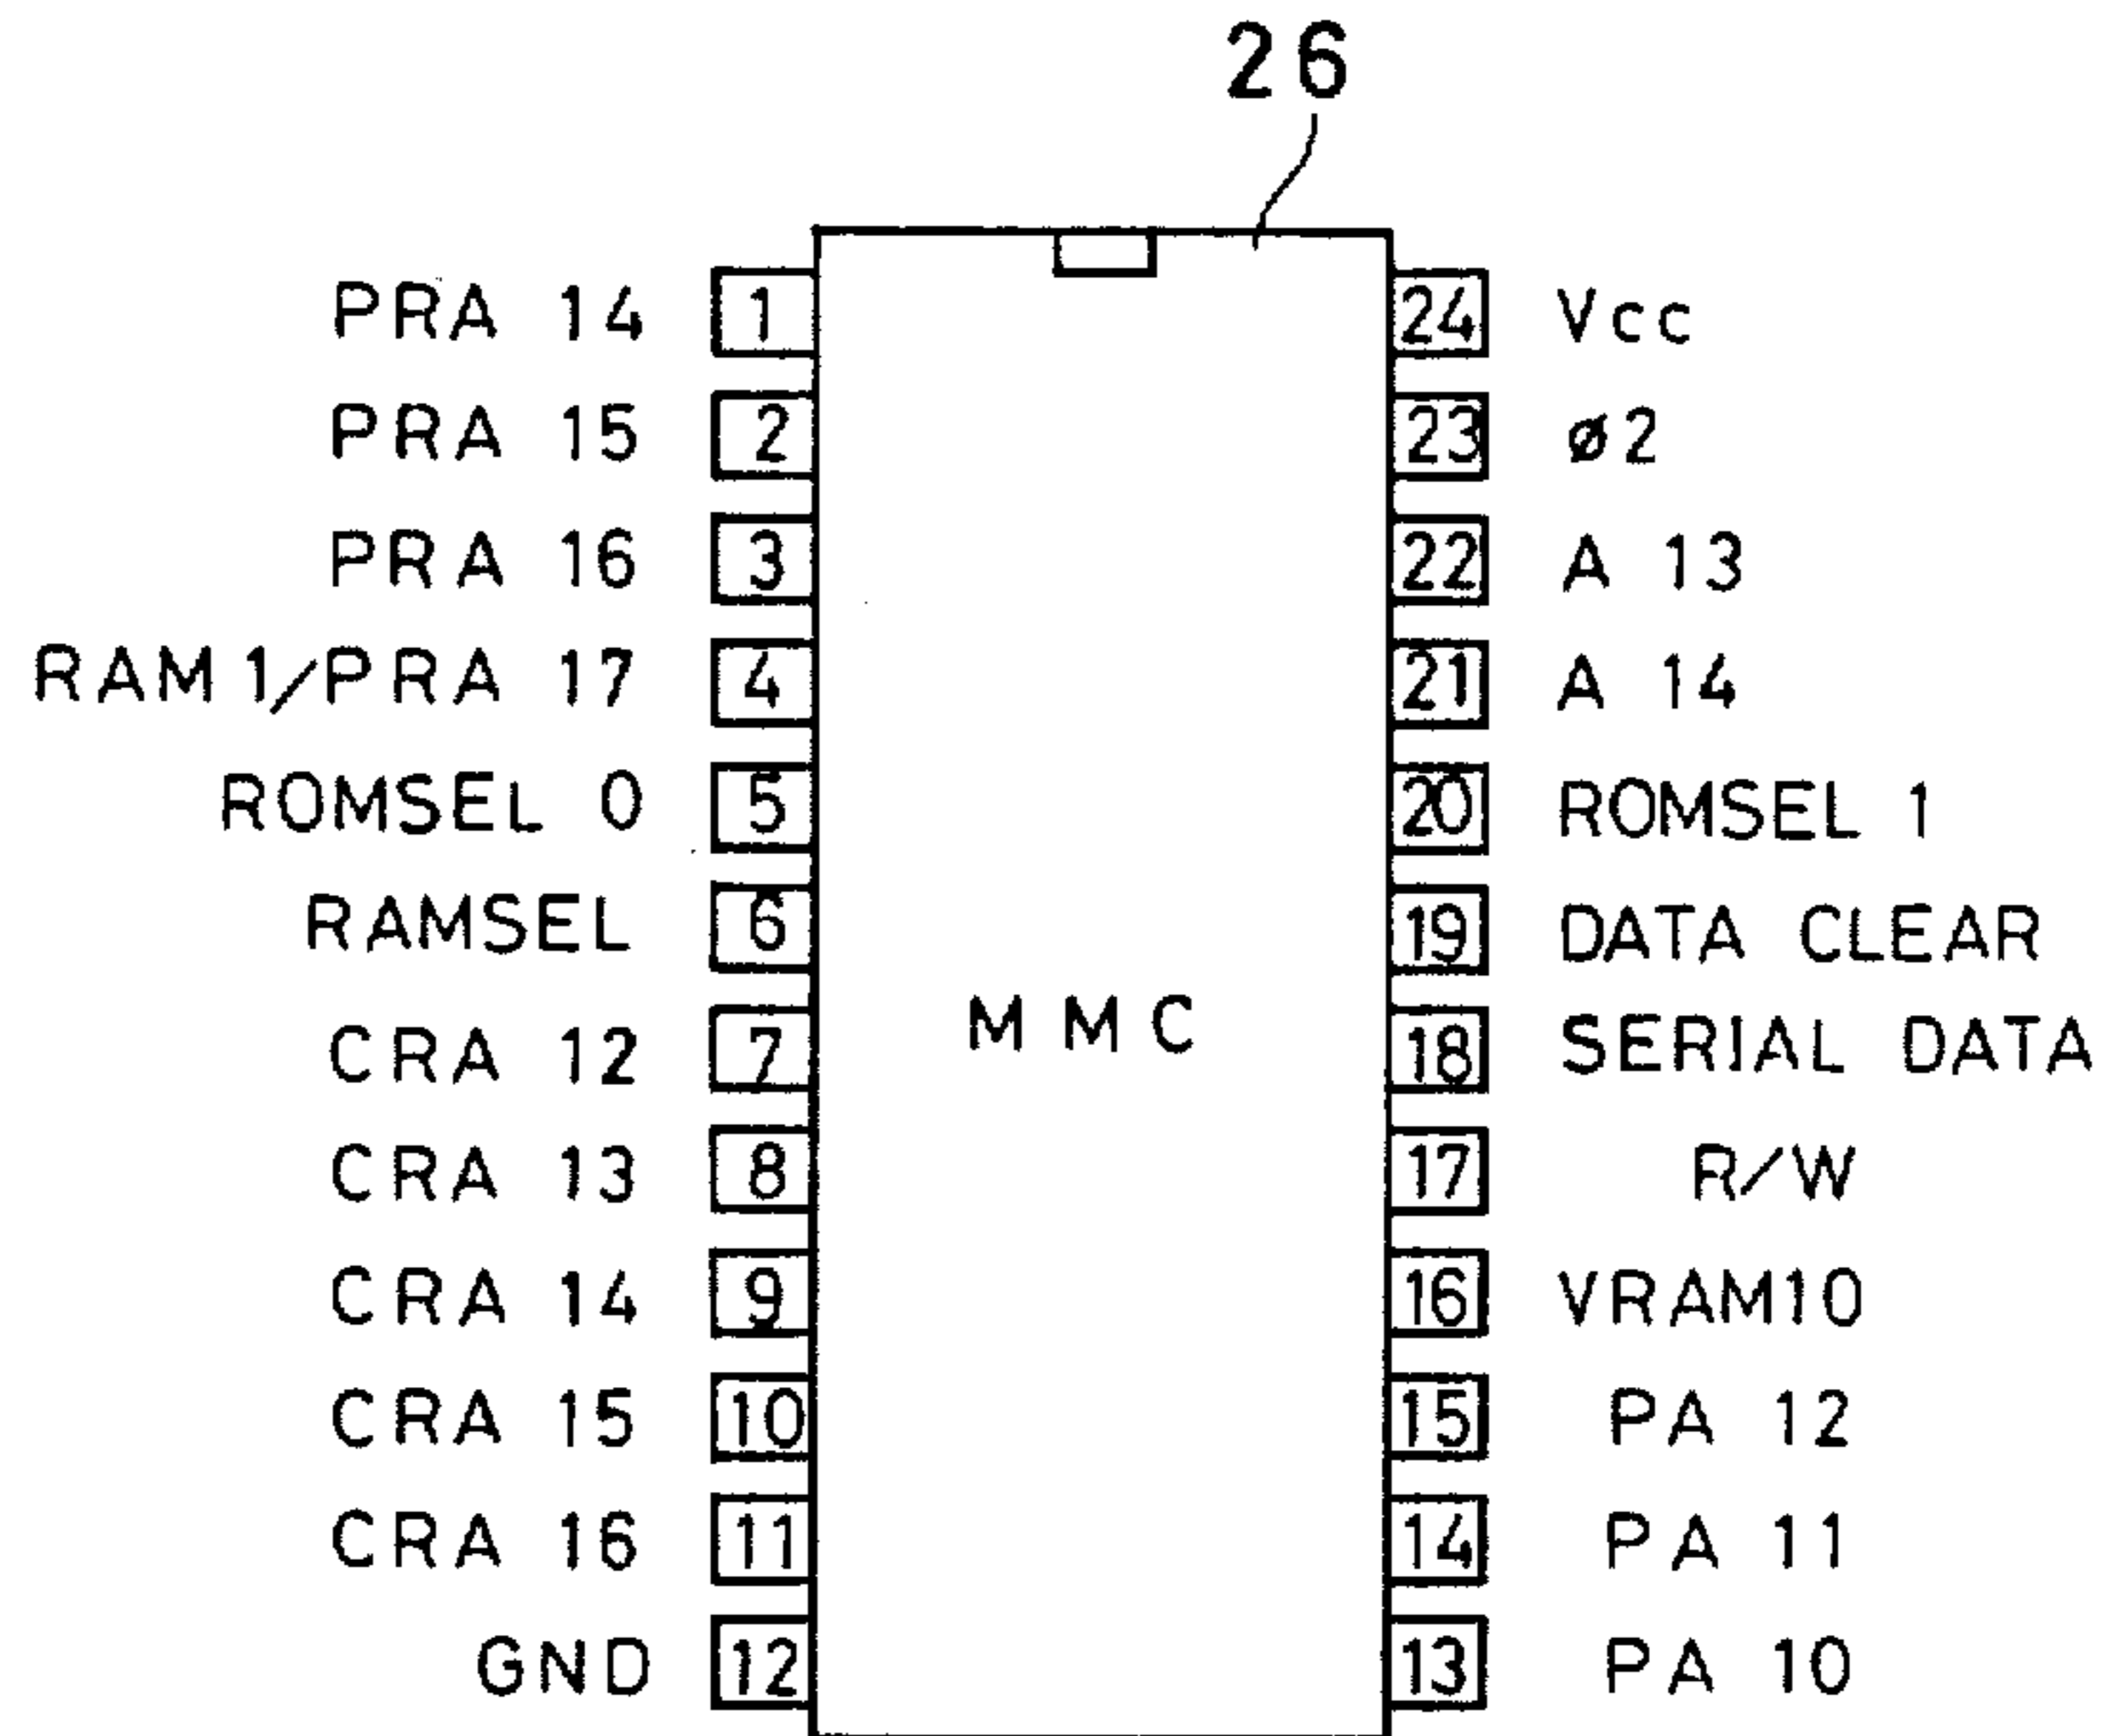 26
PRA 14 1 24 Vcc
PRA 15 2 23 ø2
PRA 16 3 22 A 13
RAM 1/PRA 17 4 21 A 14
ROMSEL 0 5 20 ROMSEL 1
RAMSEL 6 19 DATA CLEAR
MMC
CRA 12 7 18 SERIAL DATA
CRA 13 8 17 R/W
CRA 14 9 16 VRAM10
CRA 15 10 15 PA 12
CRA 16 11 14 PA 11
GND 12 13 PA 10